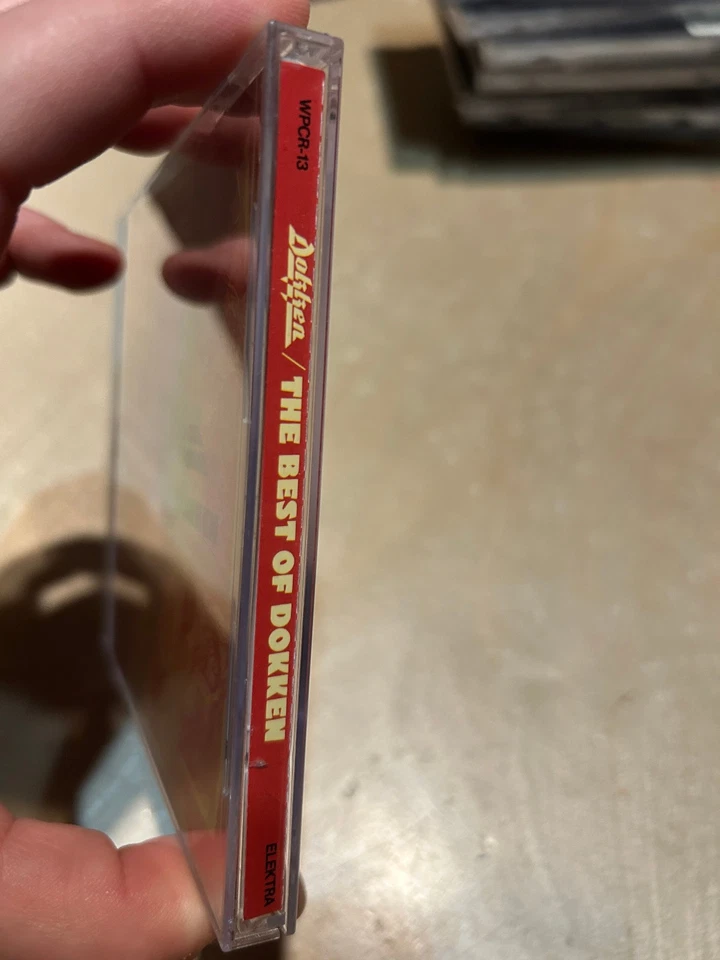 WPCR-13
Dokken / THE BEST OF DOKKEN
ELEKTRA